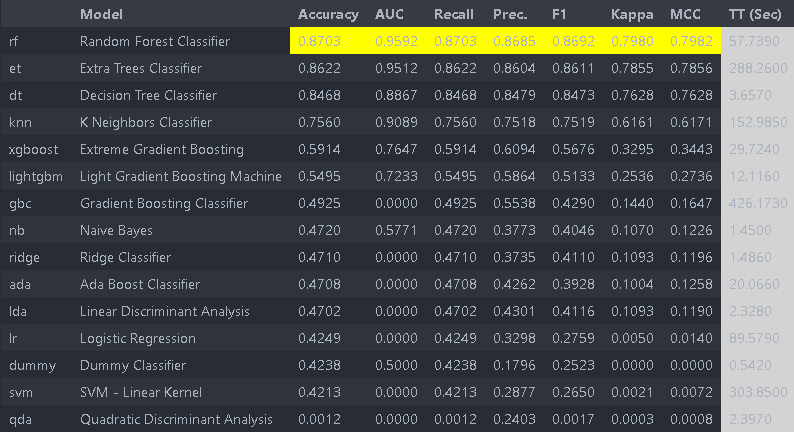 Model Accuracy AUC Recall Prec. F1 Kappa MCC TT (Sec)
rf Random Forest Classifier 0.8703 0.9592 0.8703 0.8685 0.8692 0.7980 0.7982 57.7390
et Extra Trees Classifier 0.8622 0.9512 0.8622 0.8604 0.8611 0.7855 0.7856 288.2600
dt Decision Tree Classifier 0.8468 0.8867 0.8468 0.8479 0.8473 0.7628 0.7628 3.6570
knn K Neighbors Classifier 0.7560 0.9089 0.7560 0.7518 0.7519 0.6161 0.6171 152.9850
xgboost Extreme Gradient Boosting 0.5914 0.7647 0.5914 0.6094 0.5676 0.3295 0.3443 29.7240
lightgbm Light Gradient Boosting Machine 0.5495 0.7233 0.5495 0.5864 0.5133 0.2536 0.2736 12.1160
gbc Gradient Boosting Classifier 0.4925 0.0000 0.4925 0.5538 0.4290 0.1440 0.1647 426.1730
nb Naive Bayes 0.4720 0.5771 0.4720 0.3773 0.4046 0.1070 0.1226 1.4500
ridge Ridge Classifier 0.4710 0.0000 0.4710 0.3735 0.4110 0.1093 0.1196 1.4860
ada Ada Boost Classifier 0.4708 0.0000 0.4708 0.4262 0.3928 0.1004 0.1258 20.0660
lda Linear Discriminant Analysis 0.4702 0.0000 0.4702 0.4301 0.4116 0.1093 0.1190 2.3280
lr Logistic Regression 0.4249 0.0000 0.4249 0.3298 0.2759 0.0050 0.0140 89.5790
dummy Dummy Classifier 0.4238 0.5000 0.4238 0.1796 0.2523 0.0000 0.0000 0.5420
svm SVM - Linear Kernel 0.4213 0.0000 0.4213 0.2877 0.2650 0.0021 0.0072 303.8500
qda Quadratic Discriminant Analysis 0.0012 0.0000 0.0012 0.2403 0.0017 0.0003 0.0008 2.3970